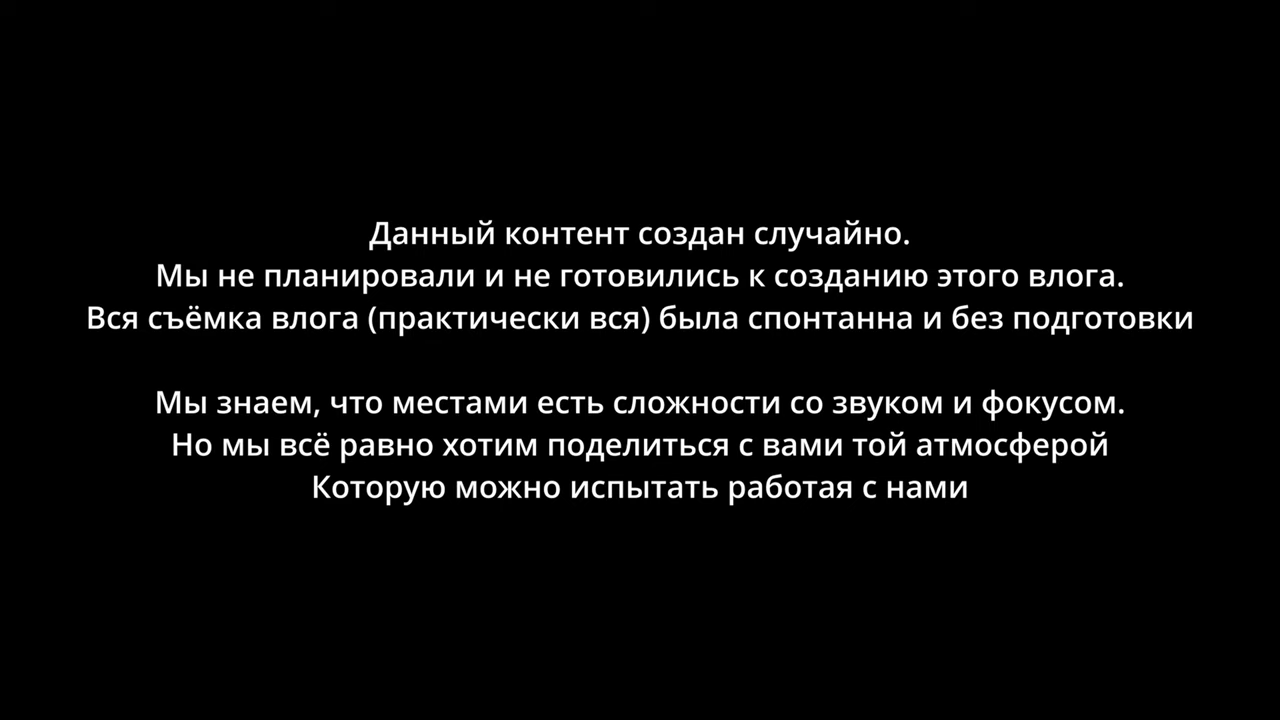 Данный контент создан случайно.
Мы не планировали и не готовились к созданию этого влога.
Вся съёмка влога (практически вся) была спонтанна и без подготовки
Мы знаем, что местами есть сложности со звуком и фокусом.
Но мы всё равно хотим поделиться с вами той атмосферой
Которую можно испытать работая с нами